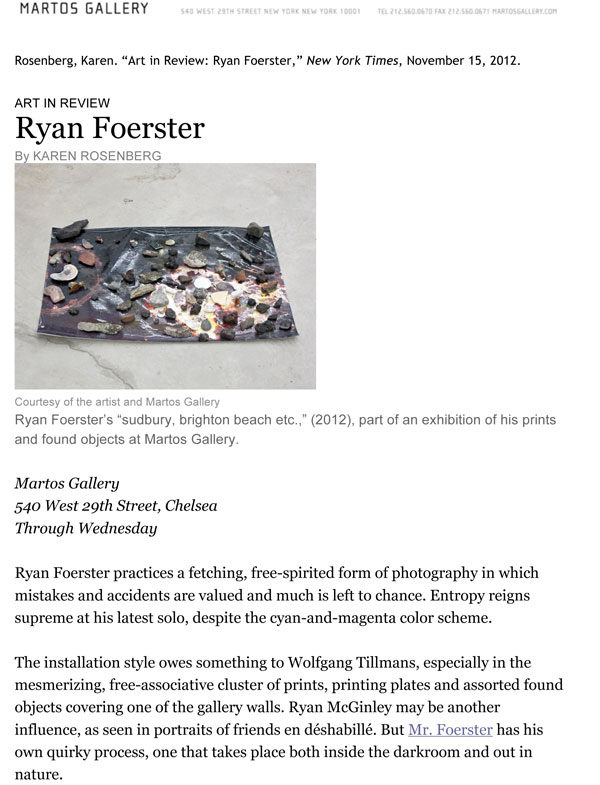 MARTOS GALLERY 540 WEST 29TH STREET NEW YORK NEW YORK 10001 TEL 212.560.0670 FAX 212.560.0671 MARTOSGALLERY.COM
Rosenberg, Karen. “Art in Review: Ryan Foerster,” New York Times, November 15, 2012.
ART IN REVIEW
Ryan Foerster
By KAREN ROSENBERG
Courtesy of the artist and Martos Gallery
Ryan Foerster’s “sudbury, brighton beach etc.,” (2012), part of an exhibition of his prints
and found objects at Martos Gallery.
Martos Gallery
540 West 29th Street, Chelsea
Through Wednesday
Ryan Foerster practices a fetching, free-spirited form of photography in which
mistakes and accidents are valued and much is left to chance. Entropy reigns
supreme at his latest solo, despite the cyan-and-magenta color scheme.
The installation style owes something to Wolfgang Tillmans, especially in the
mesmerizing, free-associative cluster of prints, printing plates and assorted found
objects covering one of the gallery walls. Ryan McGinley may be another
influence, as seen in portraits of friends en déshabillé. But Mr. Foerster has his
own quirky process, one that takes place both inside the darkroom and out in
nature.